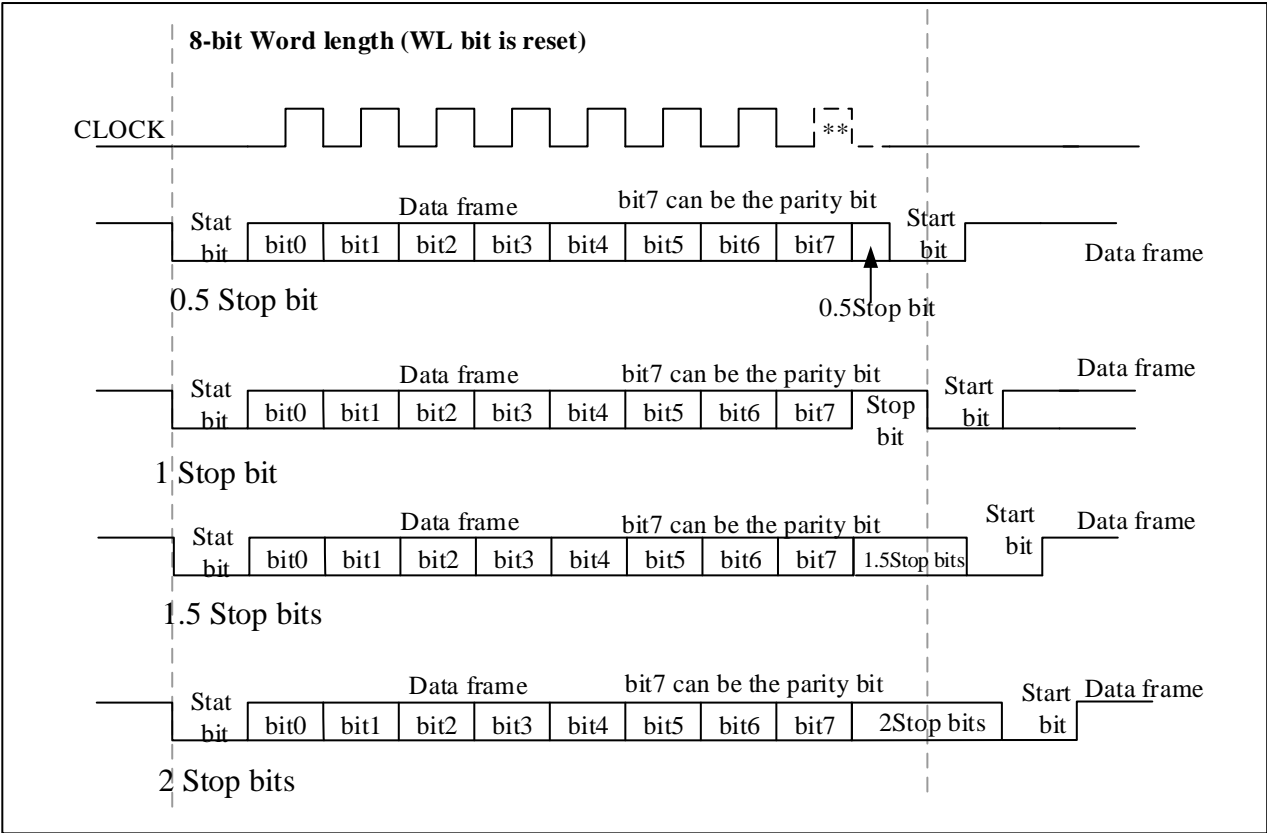 8-bit Word length (WL bit is reset)
CLOCK
**
Data frame
bit7 can be the parity bit
Stat
bit
bit0 bit1 bit2 bit3 bit4 bit5 bit6 bit7
Start
bit
Data frame
0.5 Stop bit
0.5Stop bit
Data frame
bit7 can be the parity bit
Data frame
Stat
bit
bit0 bit1 bit2 bit3 bit4 bit5 bit6 bit7
Stop
bit
Start
bit
1 Stop bit
Data frame
bit7 can be the parity bit
Start
bit
Data frame
Stat
bit
bit0 bit1 bit2 bit3 bit4 bit5 bit6 bit7 1.5Stop bits
1.5 Stop bits
Data frame
bit7 can be the parity bit
Start
bit
Data frame
Stat
bit
bit0 bit1 bit2 bit3 bit4 bit5 bit6 bit7 2Stop bits
2 Stop bits